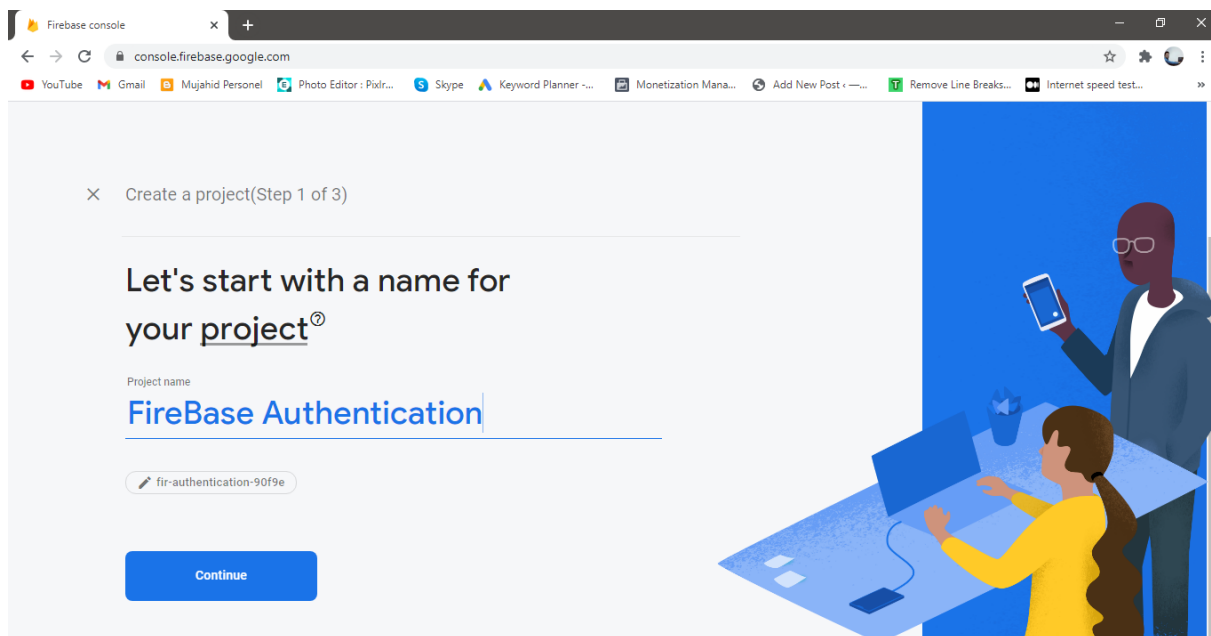 Firebase console
console.firebase.google.com
YouTube Gmail Mujahid Personel Photo Editor : Pixlr... Skype Keyword Planner -... Monetization Mana... Add New Post ‹ —... Remove Line Breaks... Internet speed test... »
Create a project(Step 1 of 3)
Let's start with a name for
your project
Project name
FireBase Authentication
fir-authentication-90f9e
Continue